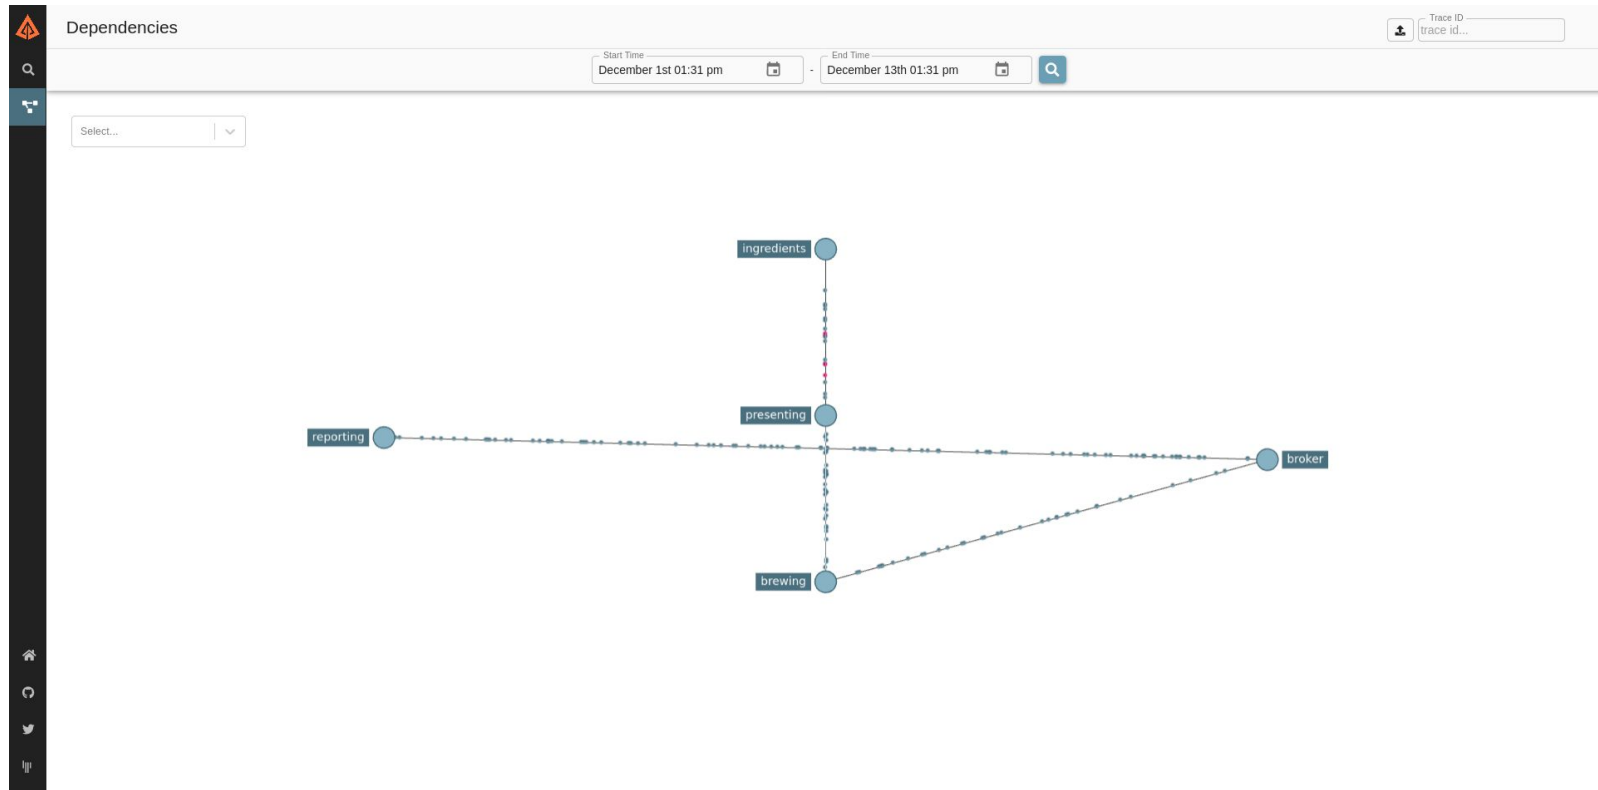 Dependencies
Trace ID
trace id...
Start Time
December 1st 01:31 pm
-
End Time
December 13th 01:31 pm
Select...
ingredients
presenting
reporting
broker
brewing